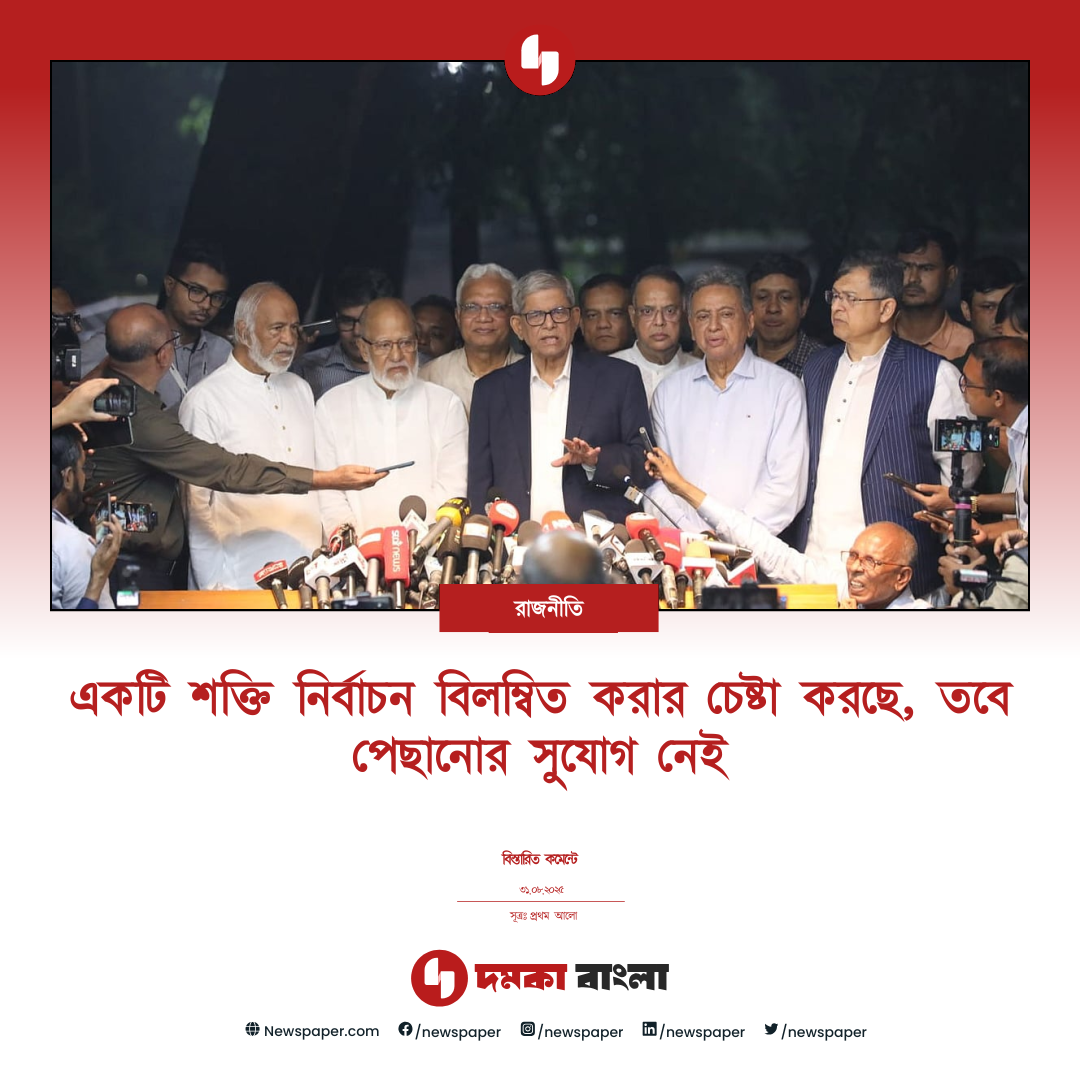 রাজনীতি
একটি শক্তি নির্বাচন বিলম্বিত করার চেষ্টা করছে, তবে
পেছানোর সুযোগ নেই
বিস্তারিত কমেন্টে
৩১.০৮.২০২৫
সূত্রঃ প্রথম আলো
দমকা বাংলা
Newspaper.com /newspaper /newspaper /newspaper /newspaper